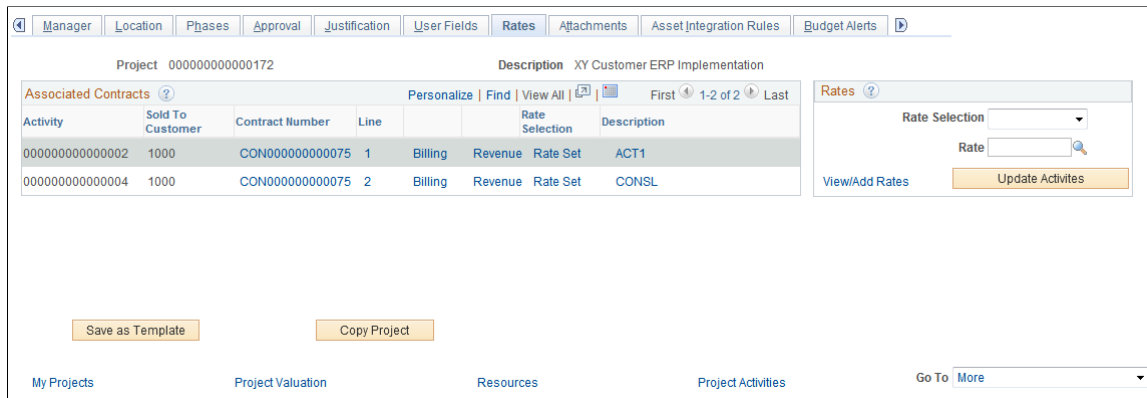 Manager Location Phases Approval Justification User Fields Rates Attachments Asset Integration Rules Budget Alerts
Project 000000000000172 Description XY Customer ERP Implementation
Associated Contracts ? Personalize | Find | View All | | First 1-2 of 2 Last
Activity Sold To Customer Contract Number Line Rate Selection Description
000000000000002 1000 CON000000000075 1 Billing Revenue Rate Set ACT1
000000000000004 1000 CON000000000075 2 Billing Revenue Rate Set CONSL
Rates ?
Rate Selection
Rate
View/Add Rates Update Activites
Save as Template Copy Project
My Projects Project Valuation Resources Project Activities Go To More